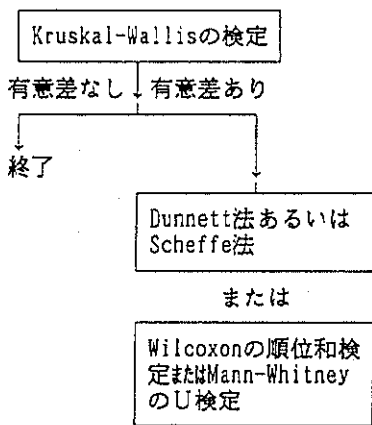 Kruskal-Wallisの検定
有意差なし 有意差あり
終了
Dunnett法あるいは
Scheffe法
または
Wilcoxonの順位和検
定またはMann-Whitney
のU検定